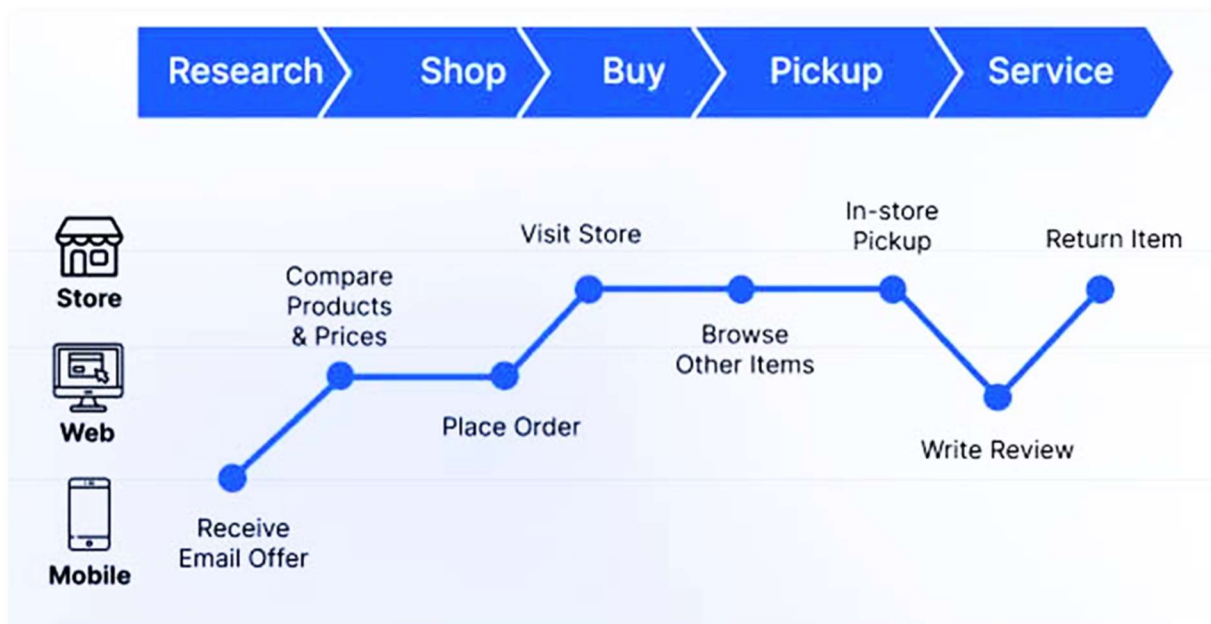 Research
Shop
Buy
Pickup
Service
Store
Web
Mobile
Receive
Email Offer
Compare
Products
& Prices
Place Order
Visit Store
Browse
Other Items
In-store
Pickup
Write Review
Return Item